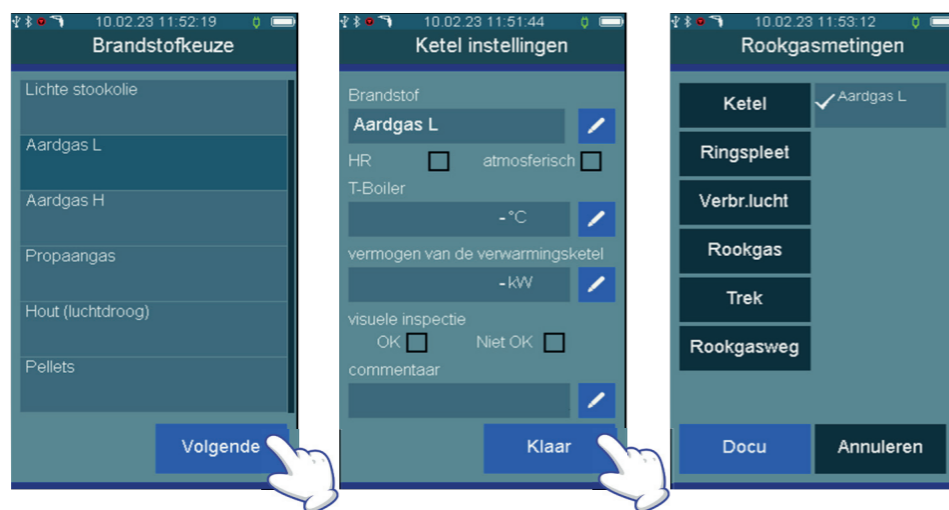 10.02.23 11:52:19
Brandstofkeuze
Lichte stookolie
Aardgas L
Aardgas H
Propaangas
Hout (luchtdroog)
Pellets
Volgende
10.02.23 11:51:44
Ketel instellingen
Brandstof
Aardgas L
HR atmosferisch
T-Boiler
-°C
vermogen van de verwarmingsketel
-kW
visuele inspectie
OK Niet OK
commentaar
Klaar
10.02.23 11:53:12
Rookgasmetingen
Ketel Aardgas L
Ringspleet
Verbr.lucht
Rookgas
Trek
Rookgasweg
Docu Annuleren